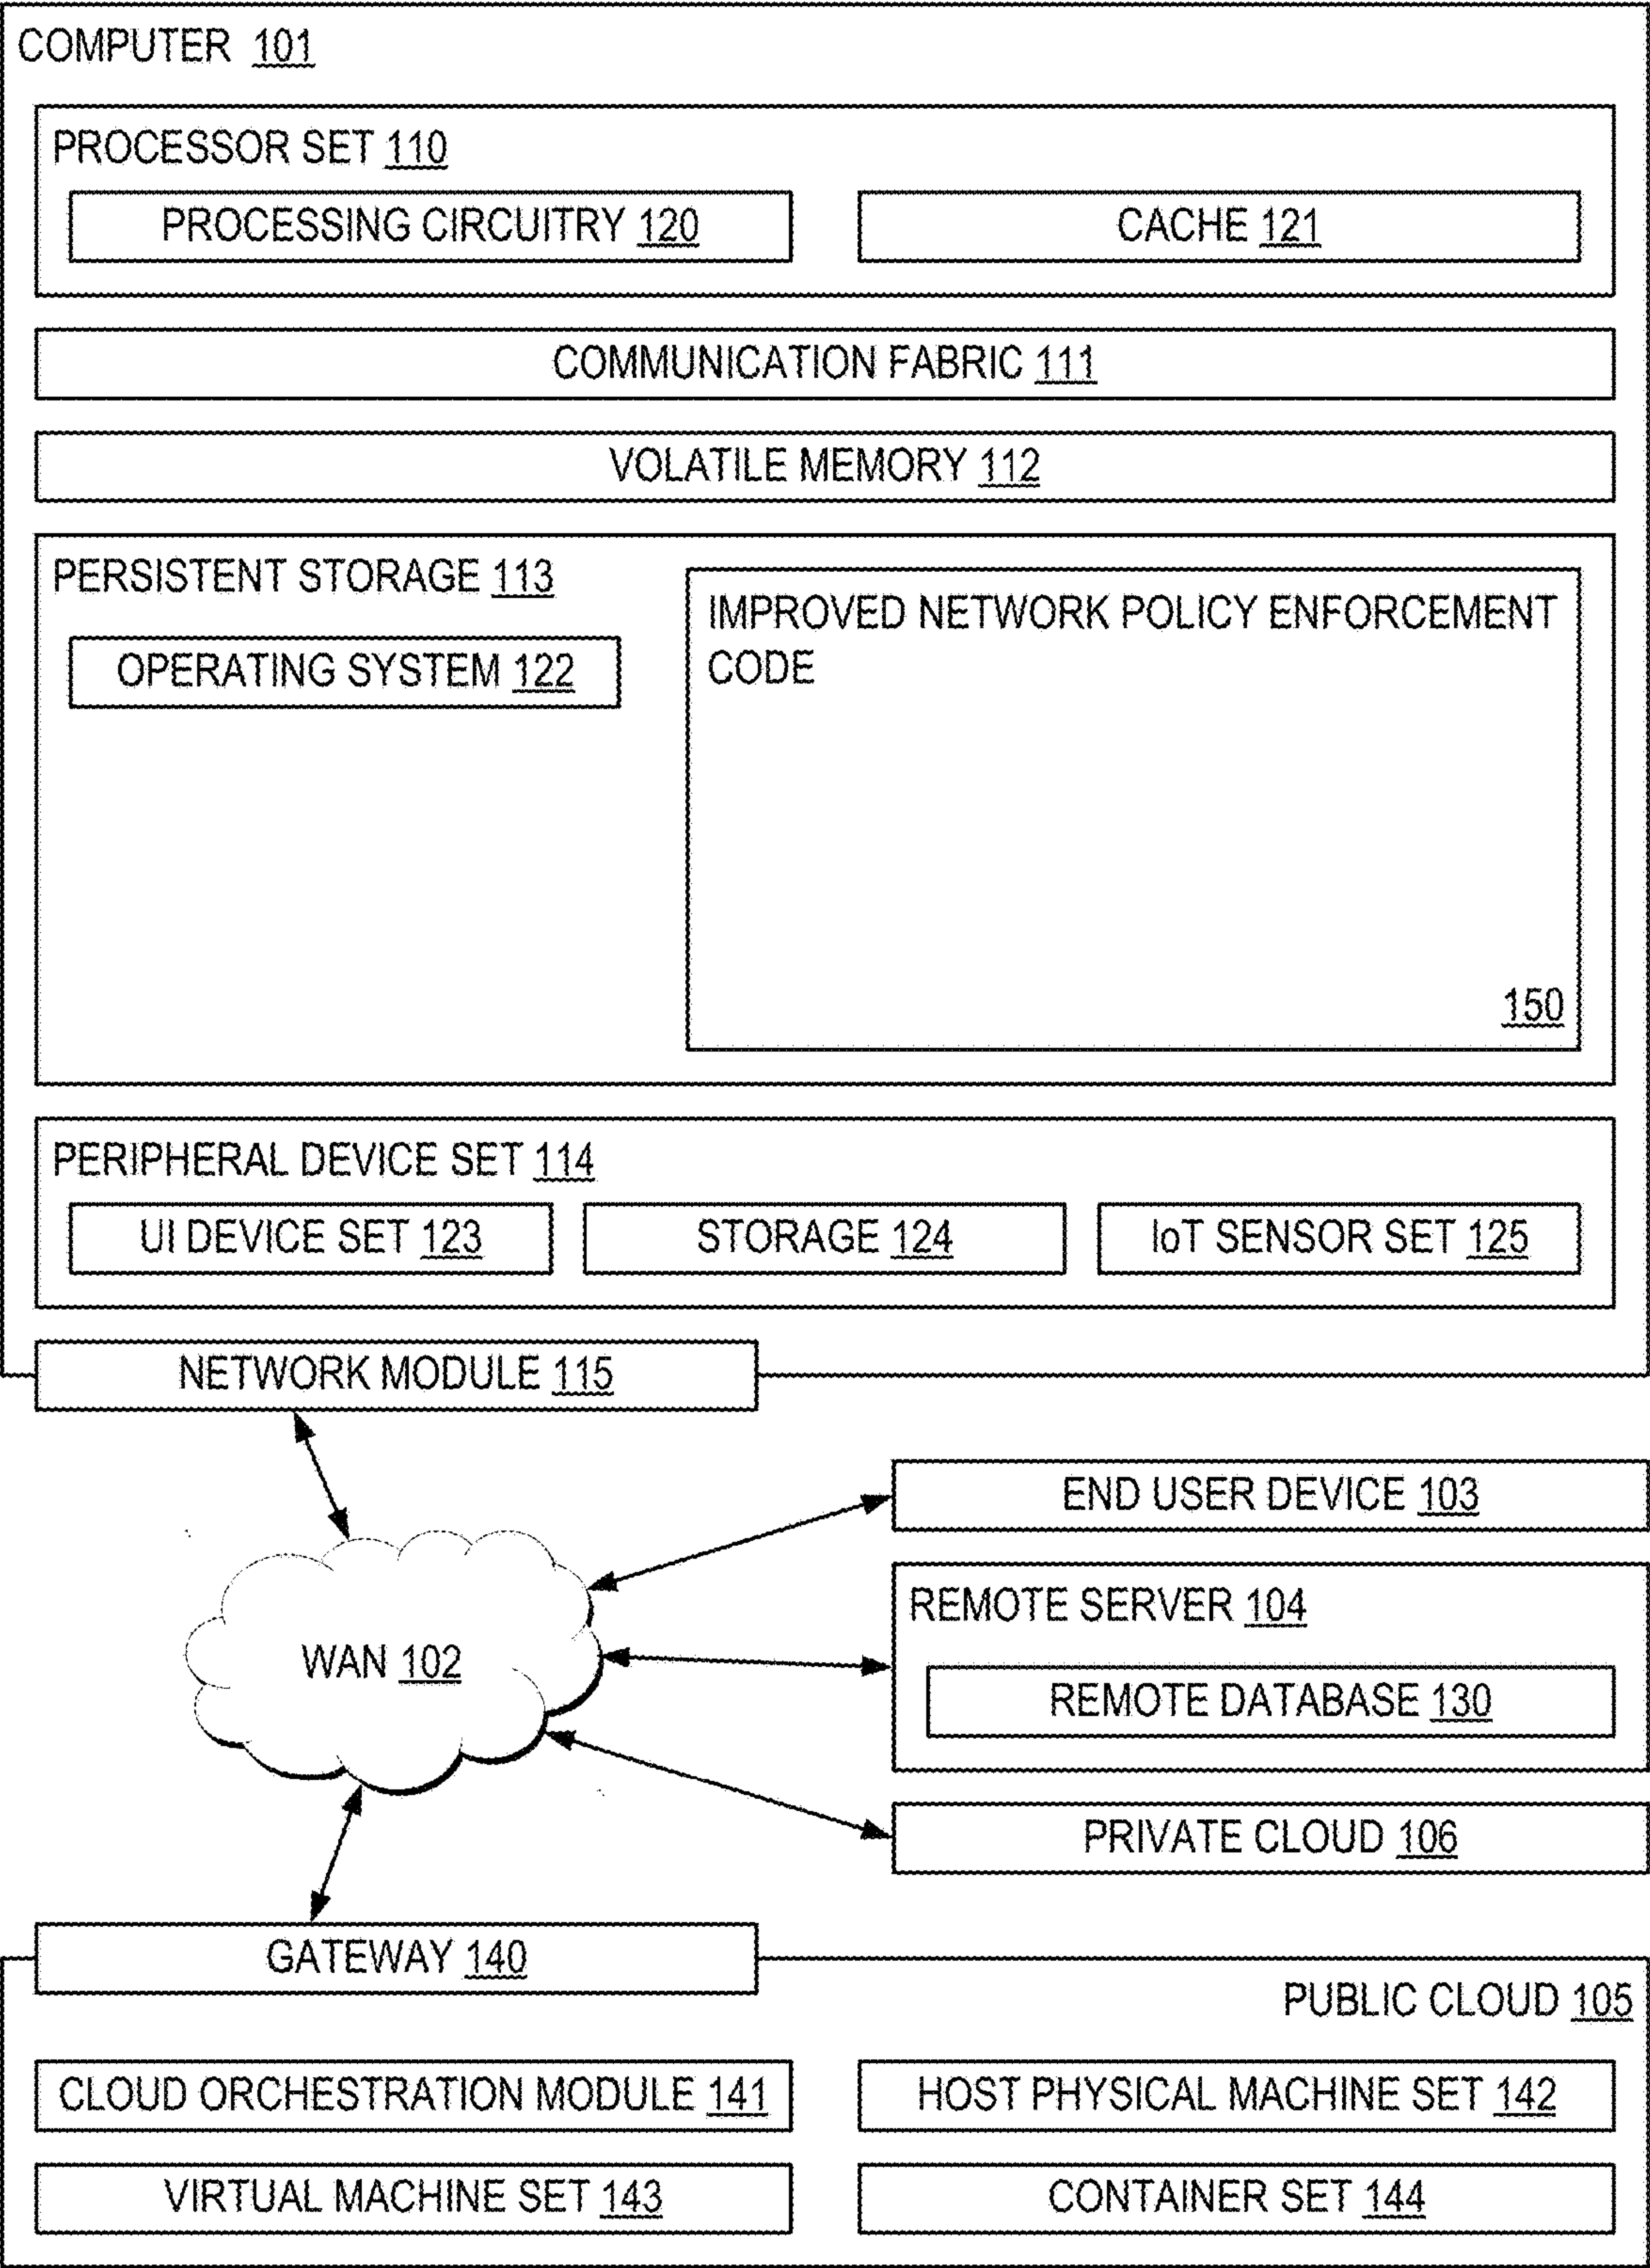 COMPUTER 101
PROCESSOR SET 110
PROCESSING CIRCUITRY 120
CACHE 121
COMMUNICATION FABRIC 111
VOLATILE MEMORY 112
PERSISTENT STORAGE 113
OPERATING SYSTEM 122
IMPROVED NETWORK POLICY ENFORCEMENT
CODE
150
PERIPHERAL DEVICE SET 114
UI DEVICE SET 123
STORAGE 124
IoT SENSOR SET 125
NETWORK MODULE 115
END USER DEVICE 103
REMOTE SERVER 104
WAN 102
REMOTE DATABASE 130
PRIVATE CLOUD 106
GATEWAY 140
PUBLIC CLOUD 105
CLOUD ORCHESTRATION MODULE 141
HOST PHYSICAL MACHINE SET 142
VIRTUAL MACHINE SET 143
CONTAINER SET 144